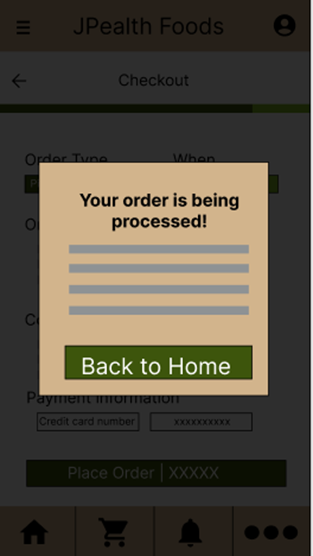 JPealth Foods
Checkout
Order Type When
Your order is being
processed!
Back to Home
Payment Information
Credit card number xxxxxxxxxx
Place Order | XXXXX